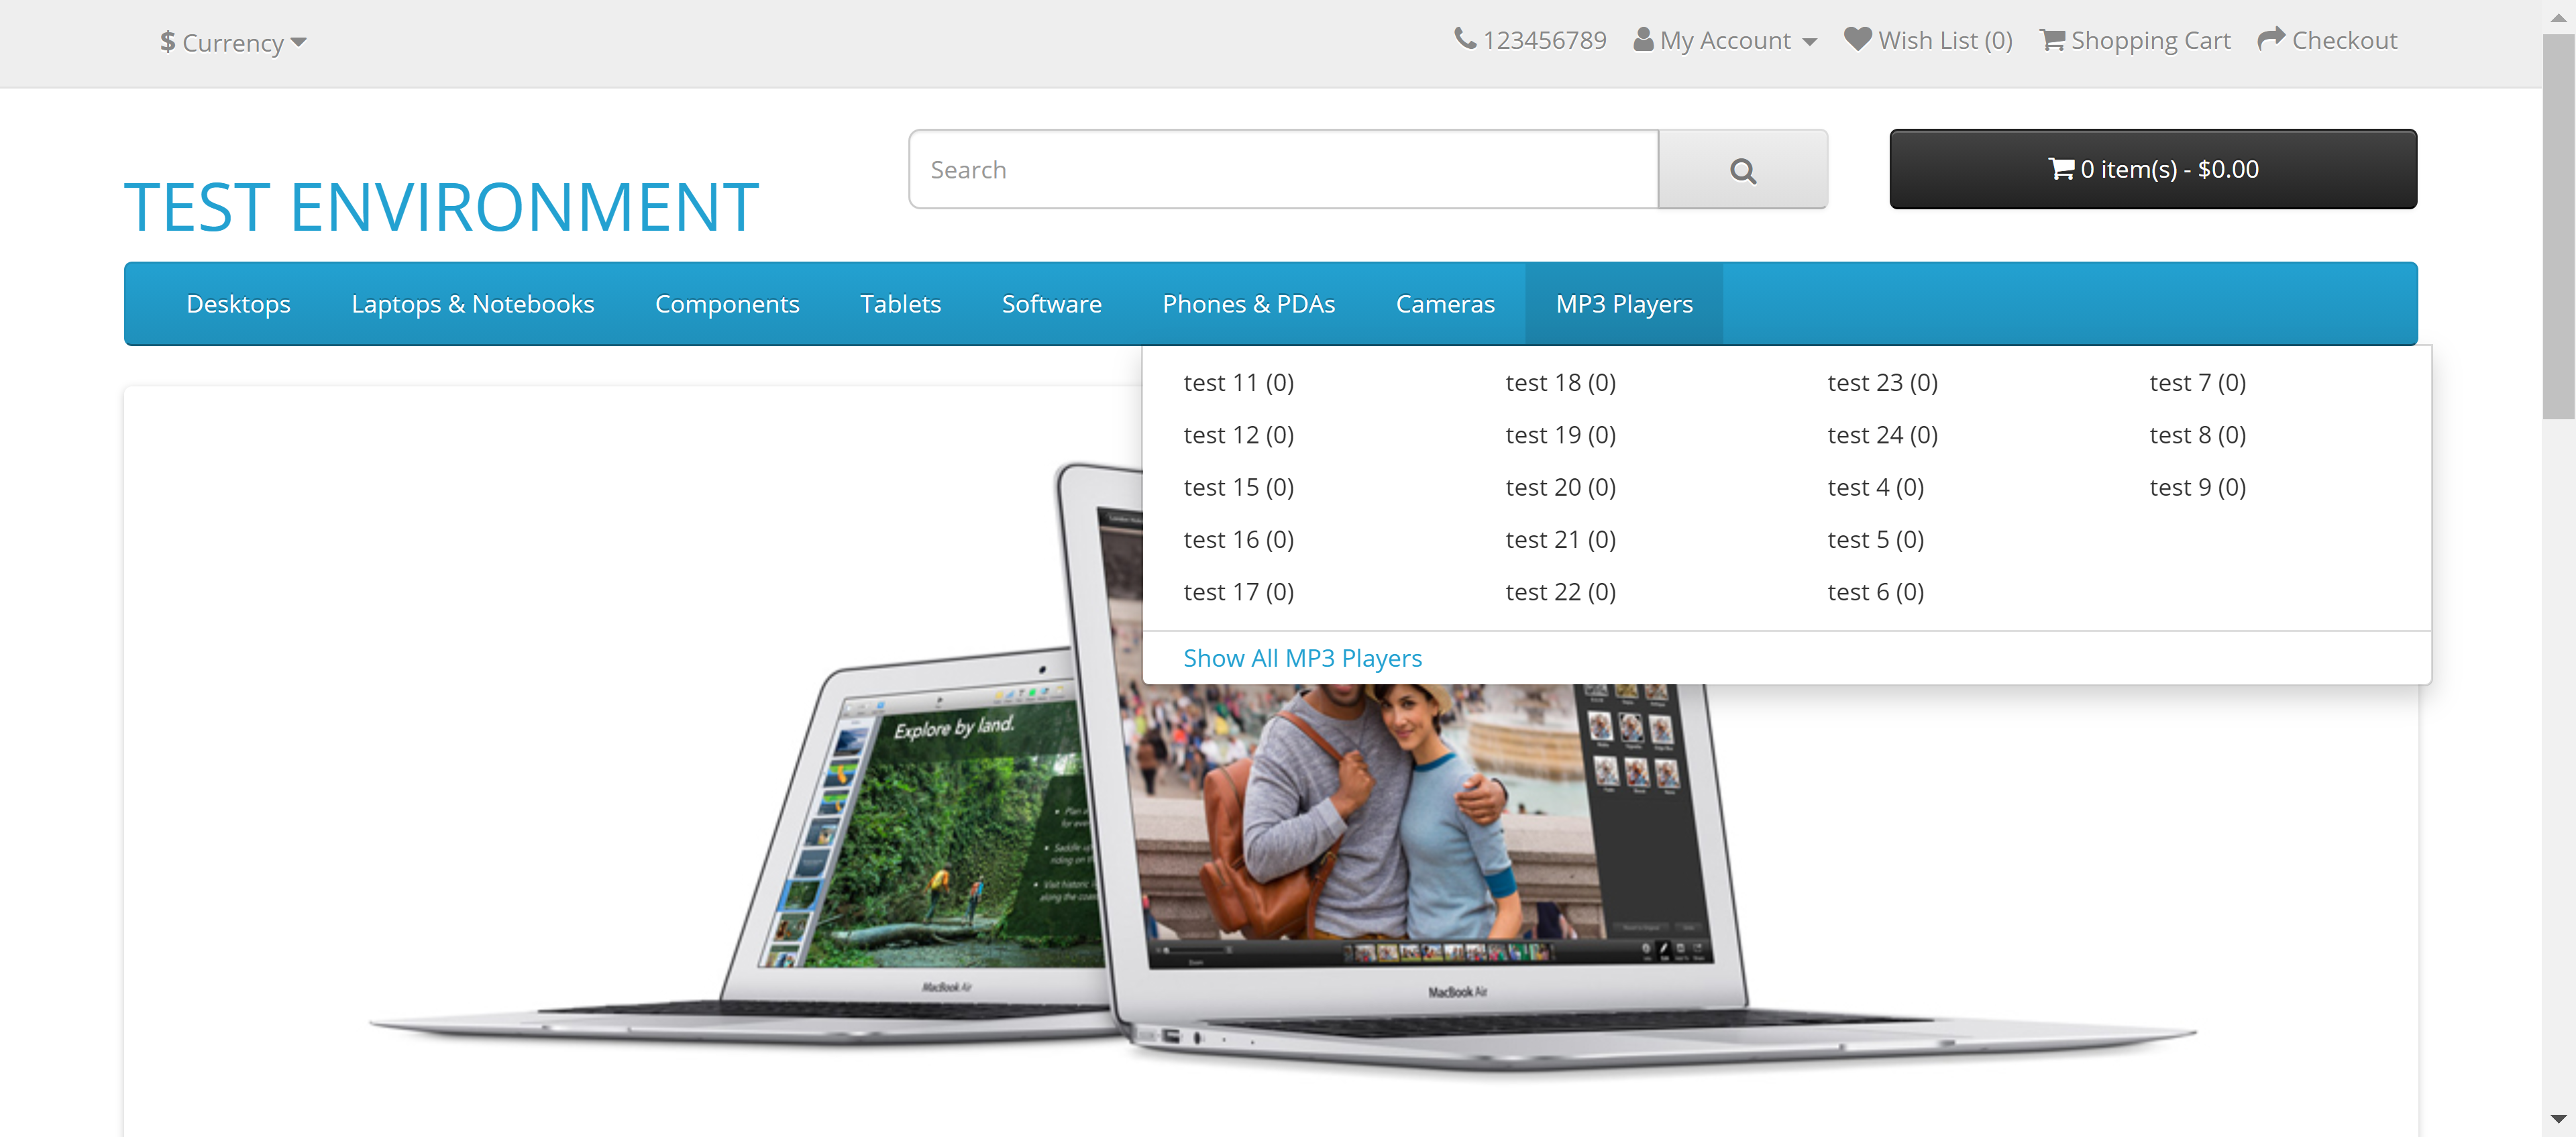 $ Currency
123456789 My Account Wish List (0) Shopping Cart Checkout
TEST ENVIRONMENT
Search
0 item(s) - $0.00
Desktops Laptops & Notebooks Components Tablets Software Phones & PDAs Cameras MP3 Players
test 11 (0) test 18 (0) test 23 (0) test 7 (0)
test 12 (0) test 19 (0) test 24 (0) test 8 (0)
test 15 (0) test 20 (0) test 4 (0) test 9 (0)
test 16 (0) test 21 (0) test 5 (0)
test 17 (0) test 22 (0) test 6 (0)
Show All MP3 Players
Explore by land.
MacBook Air
MacBook Air